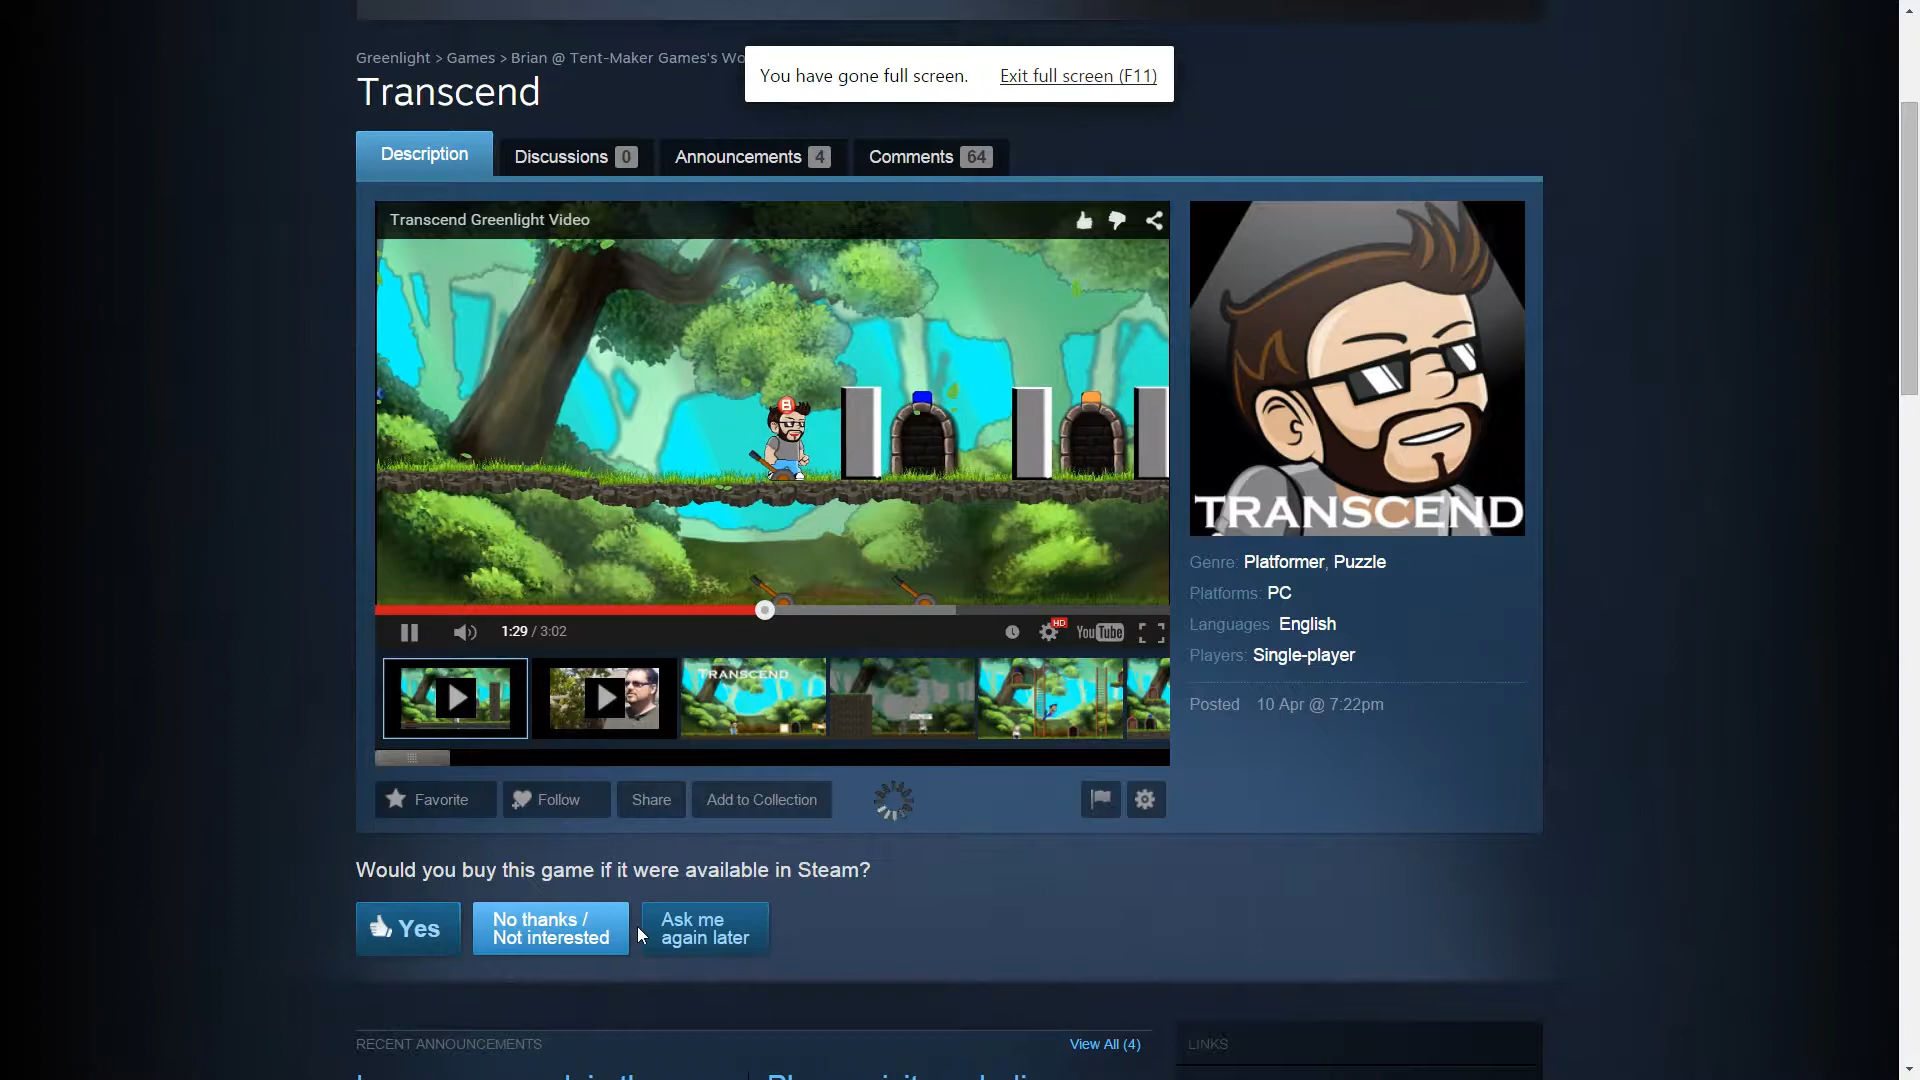 Greenlight > Games > Brian @ Tent-Maker Games's Wo
You have gone full screen. Exit full screen (F11)
Transcend
Description
Discussions 0
Announcements 4
Comments 64
Transcend Greenlight Video
B
TRANSCEND
Genre: Platformer, Puzzle
Platforms: PC
Languages: English
Players: Single-player
Posted 10 Apr @ 7:22pm
1:29 / 3:02
HD
YouTube
TRANSCEND
Favorite
Follow
Share
Add to Collection
Would you buy this game if it were available in Steam?
Yes
No thanks /
Not interested
Ask me
again later
RECENT ANNOUNCEMENTS
View All (4)
LINKS